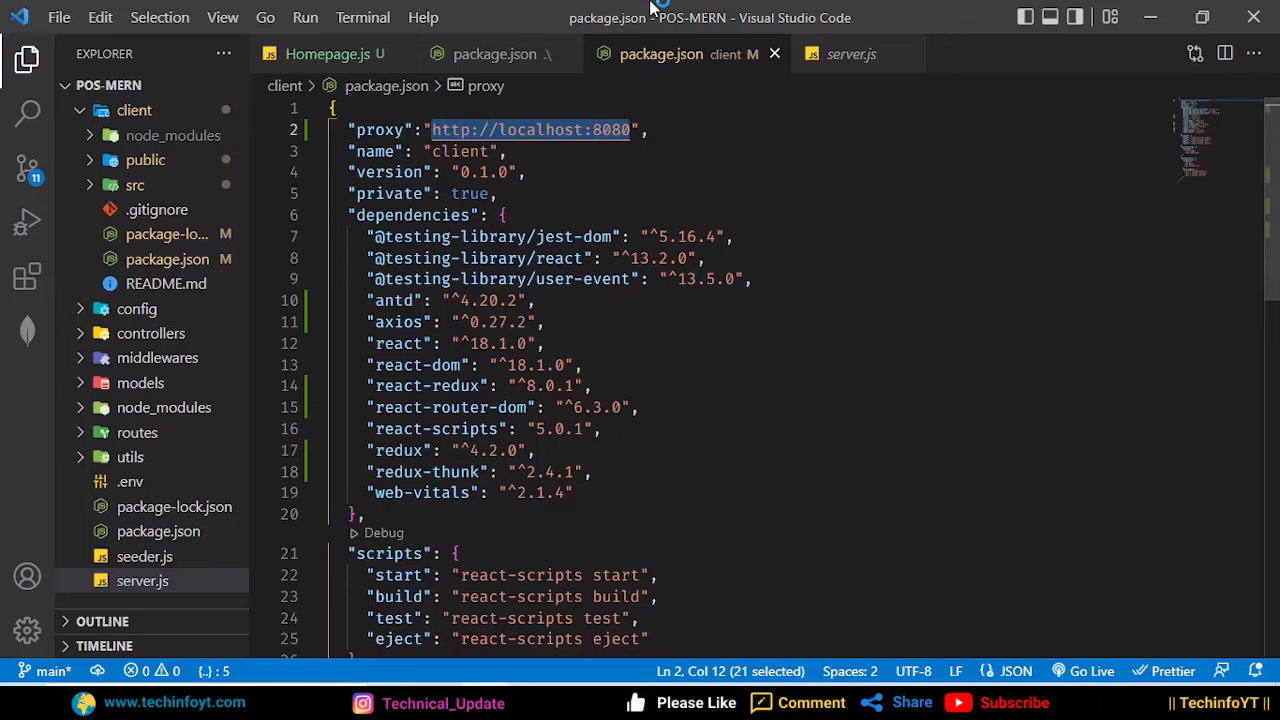 File Edit Selection View Go Run Terminal Help package.json - POS-MERN - Visual Studio Code
EXPLORER ···
Homepage.js U package.json .\ package.json client M server.js
POS-MERN
client > package.json > proxy
client
node_modules
public
src
.gitignore
package-lo... M
package.json M
README.md
config
controllers
middlewares
models
node_modules
routes
utils
.env
package-lock.json
package.json
seeder.js
server.js
OUTLINE
TIMELINE
11
1 {
2 "proxy":"http://localhost:8080",
3 "name": "client",
4 "version": "0.1.0",
5 "private": true,
6 "dependencies": {
7 "@testing-library/jest-dom": "^5.16.4",
8 "@testing-library/react": "^13.2.0",
9 "@testing-library/user-event": "^13.5.0",
10 "antd": "^4.20.2",
11 "axios": "^0.27.2",
12 "react": "^18.1.0",
13 "react-dom": "^18.1.0",
14 "react-redux": "^8.0.1",
15 "react-router-dom": "^6.3.0",
16 "react-scripts": "5.0.1",
17 "redux": "^4.2.0",
18 "redux-thunk": "^2.4.1",
19 "web-vitals": "^2.1.4"
20 },
Debug
21 "scripts": {
22 "start": "react-scripts start",
23 "build": "react-scripts build",
24 "test": "react-scripts test",
25 "eject": "react-scripts eject"
main* 0 0 {..} : 5 Ln 2, Col 12 (21 selected) Spaces: 2 UTF-8 LF JSON Go Live Prettier
www.techinfoyt.com Technical_Update Please Like Comment Share Subscribe || TechinfoYT ||